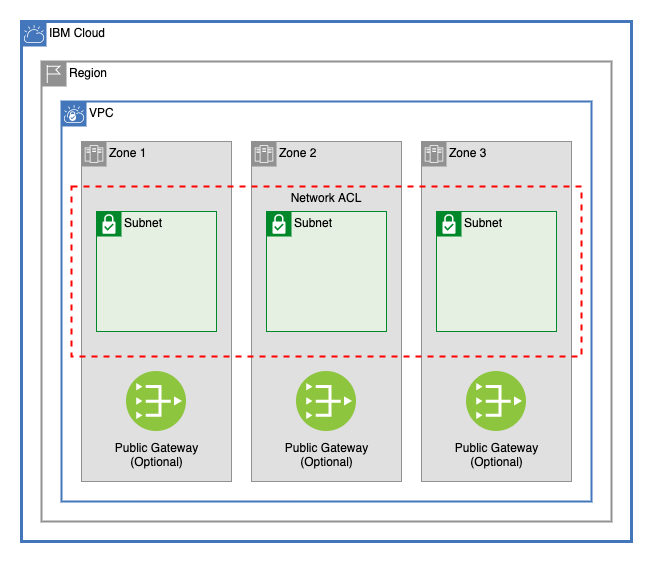 IBM Cloud
Region
VPC
Zone 1
Zone 2
Zone 3
Network ACL
Subnet
Subnet
Subnet
Public Gateway
(Optional)
Public Gateway
(Optional)
Public Gateway
(Optional)